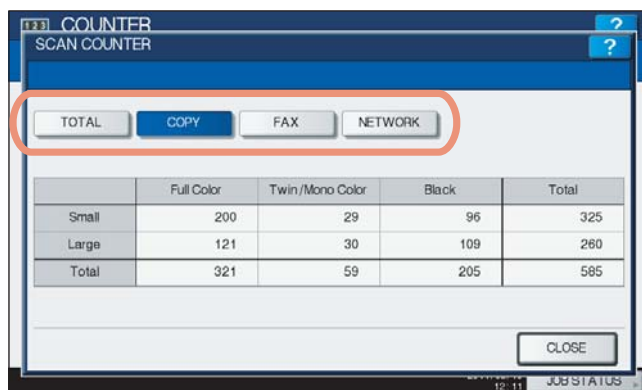 123 COUNTER ?
SCAN COUNTER ?
TOTAL COPY FAX NETWORK
Full Color Twin/Mono Color Black Total
Small 200 29 96 325
Large 121 30 109 260
Total 321 59 205 585
CLOSE
12:11 JOB STATUS